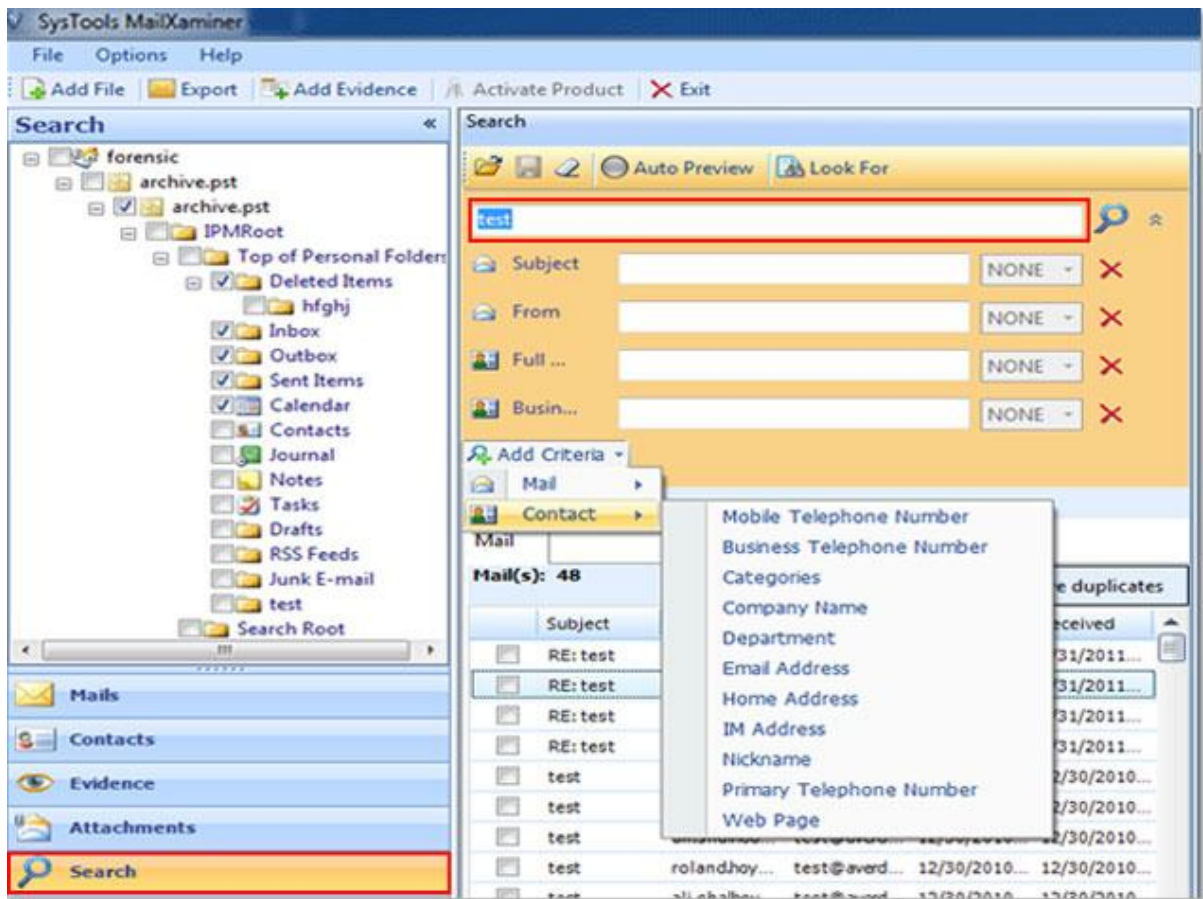 SysTools MailXaminer
File Options Help
Add File Export Add Evidence Activate Product Exit
Search «
forensic
archive.pst
archive.pst
IPMRoot
Top of Personal Folders
Deleted Items
hfghj
Inbox
Outbox
Sent Items
Calendar
Contacts
Journal
Notes
Tasks
Drafts
RSS Feeds
Junk E-mail
test
Search Root
Mails
Contacts
Evidence
Attachments
Search
Search
Auto Preview Look For
test
Subject NONE
From NONE
Full ... NONE
Busin... NONE
Add Criteria
Mail
Contact
Mobile Telephone Number
Business Telephone Number
Categories
Company Name
Department
Email Address
Home Address
IM Address
Nickname
Primary Telephone Number
Web Page
Mail
Mail(s): 48 e duplicates
Subject eceived
RE: test /31/2011...
RE: test /31/2011...
RE: test /31/2011...
RE: test /31/2011...
test 2/30/2010...
test 2/30/2010...
test 2/30/2010...
test roland.hoy... test@averd... 12/30/2010... 12/30/2010...